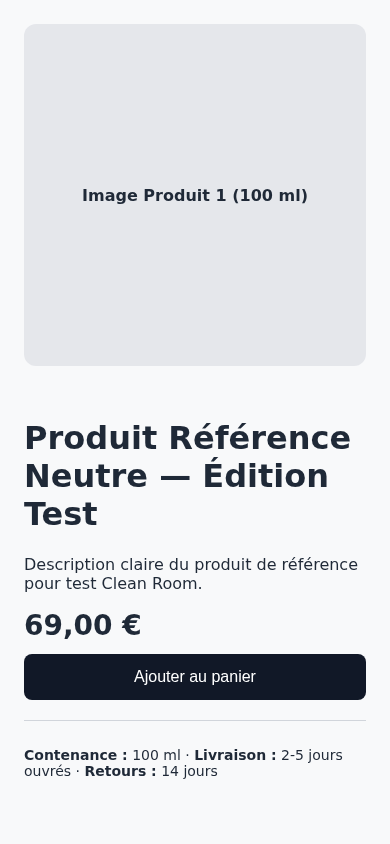 Image Produit 1 (100 ml)
Produit Référence
Neutre — Édition
Test
Description claire du produit de référence
pour test Clean Room.
69,00 €
Ajouter au panier
Contenance : 100 ml · Livraison : 2-5 jours
ouvrés · Retours : 14 jours